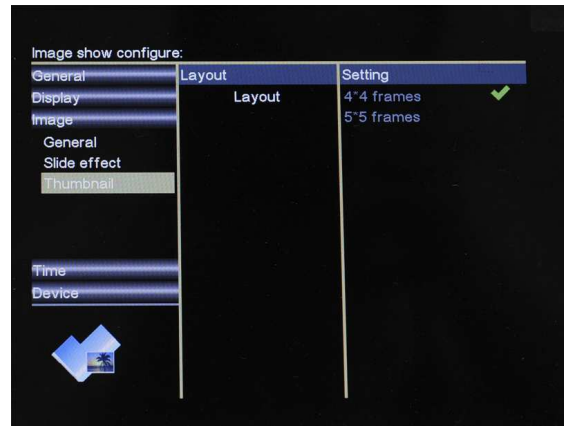 Image show configure:
General
Display
Image
General
Slide effect
Thumbnail
Time
Device
Layout
Layout
Setting
4*4 frames
5*5 frames